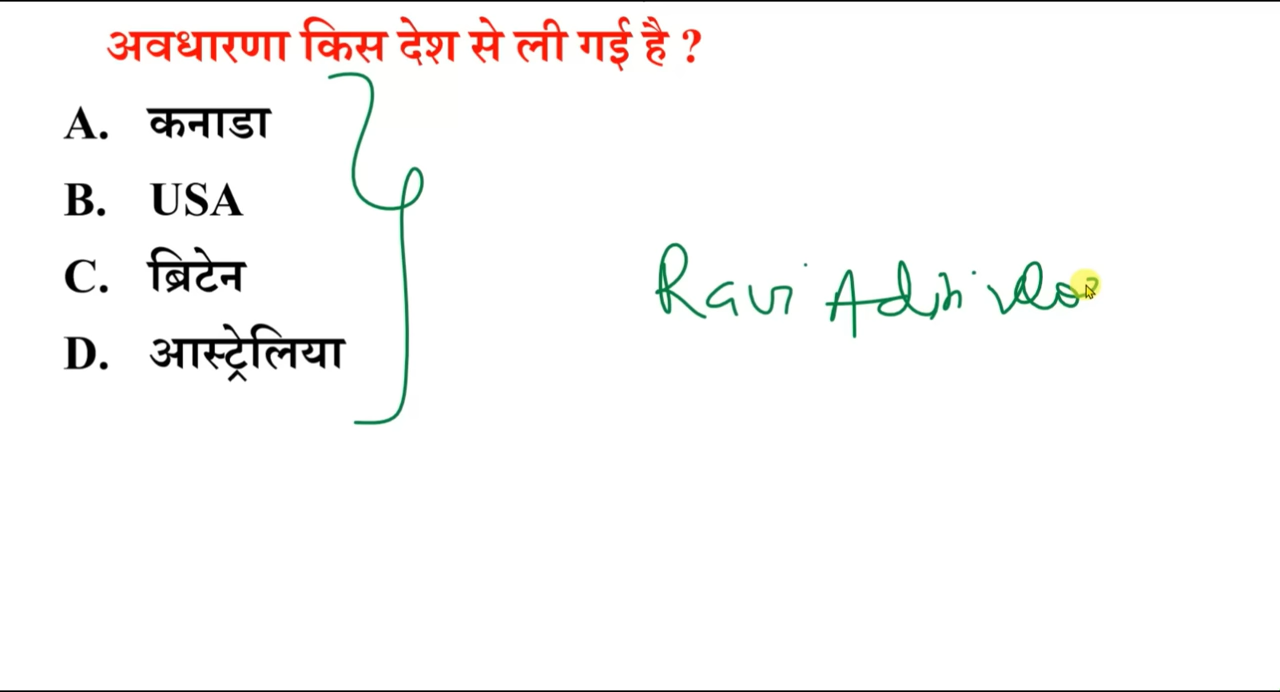 अवधारणा किस देश से ली गई है ?
A. कनाडा
B. USA
C. ब्रिटेन
D. आस्ट्रेलिया
Ravi